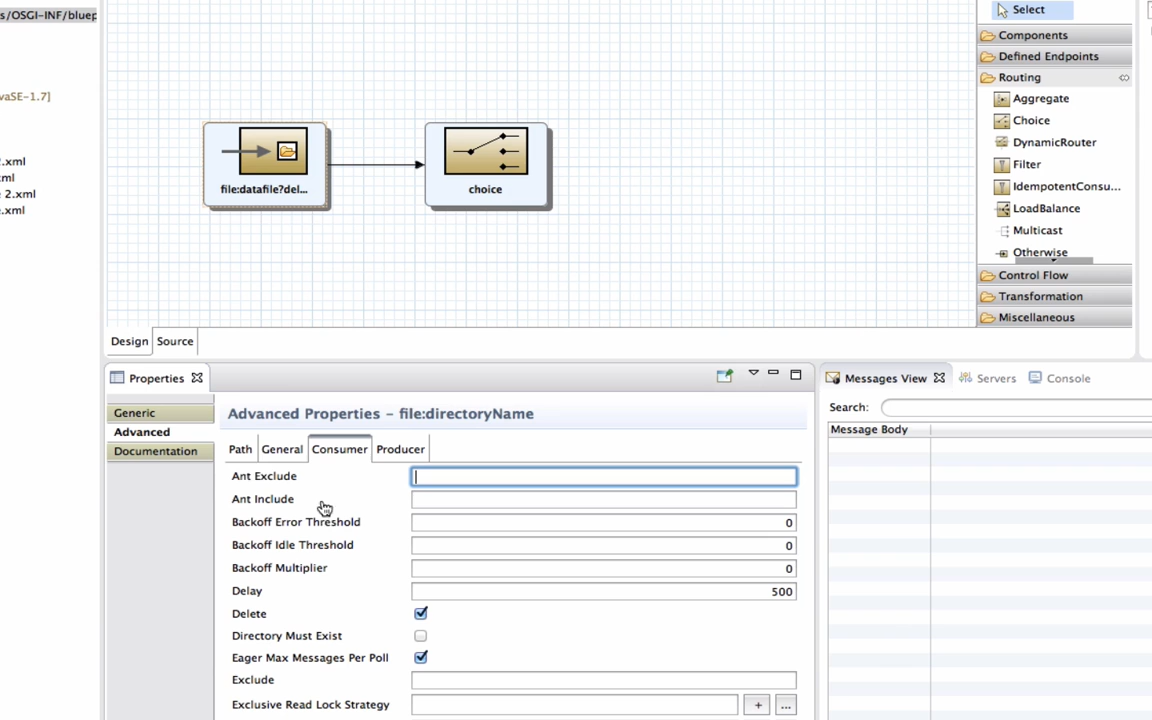 s/OSGI-INF/bluep
vaSE-1.7]
2.xml
xml
e 2.xml
e.xml
file:datafile?del...
choice
Select
Components
Defined Endpoints
Routing
Aggregate
Choice
DynamicRouter
Filter
IdempotentConsu...
LoadBalance
Multicast
Otherwise
Control Flow
Transformation
Miscellaneous
Design
Source
Properties
Generic
Advanced
Documentation
Advanced Properties – file:directoryName
Path
General
Consumer
Producer
Ant Exclude
Ant Include
Backoff Error Threshold 0
Backoff Idle Threshold 0
Backoff Multiplier 0
Delay 500
Delete
Directory Must Exist
Eager Max Messages Per Poll
Exclude
Exclusive Read Lock Strategy + ...
Messages View
Servers
Console
Search:
Message Body